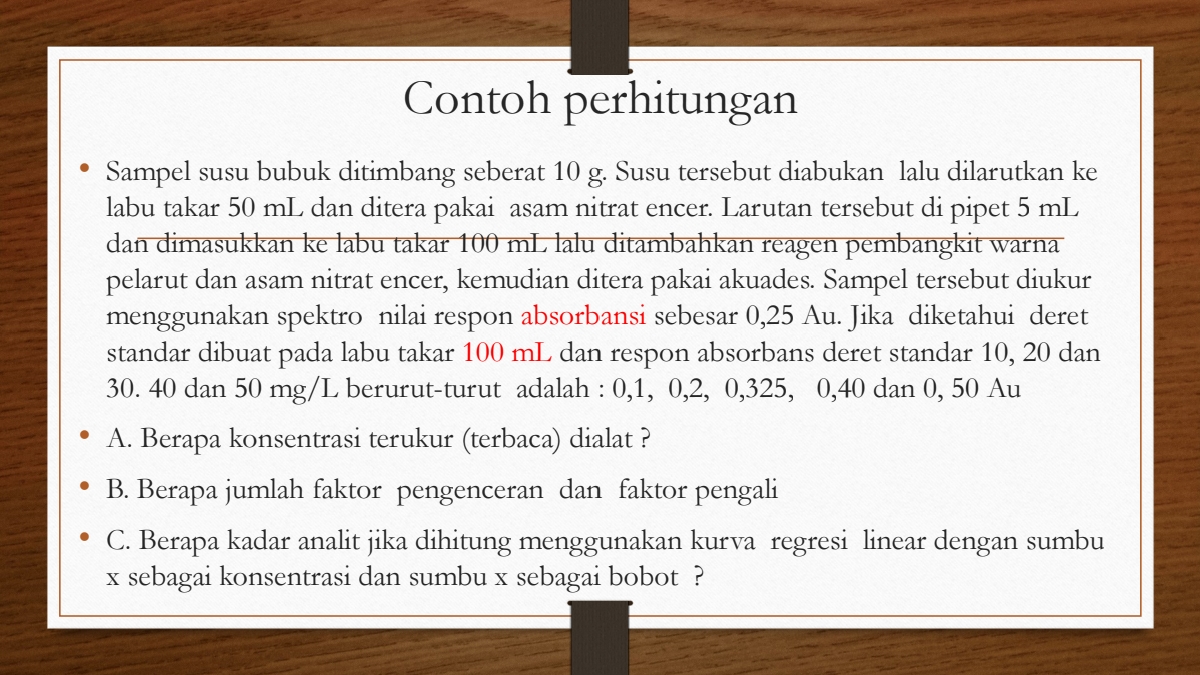 Contoh perhitungan
• Sampel susu bubuk ditimbang seberat 10 g. Susu tersebut diabukan lalu dilarutkan ke
labu takar 50 mL dan ditera pakai asam nitrat encer. Larutan tersebut di pipet 5 mL
dan dimasukkan ke labu takar 100 mL lalu ditambahkan reagen pembangkit warna
pelarut dan asam nitrat encer, kemudian ditera pakai akuades. Sampel tersebut diukur
menggunakan spektro nilai respon absorbansi sebesar 0,25 Au. Jika diketahui deret
standar dibuat pada labu takar 100 mL dan respon absorbans deret standar 10, 20 dan
30. 40 dan 50 mg/L berurut-turut adalah : 0,1, 0,2, 0,325, 0,40 dan 0, 50 Au
• A. Berapa konsentrasi terukur (terbaca) dialat ?
• B. Berapa jumlah faktor pengenceran dan faktor pengali
• C. Berapa kadar analit jika dihitung menggunakan kurva regresi linear dengan sumbu
x sebagai konsentrasi dan sumbu x sebagai bobot ?